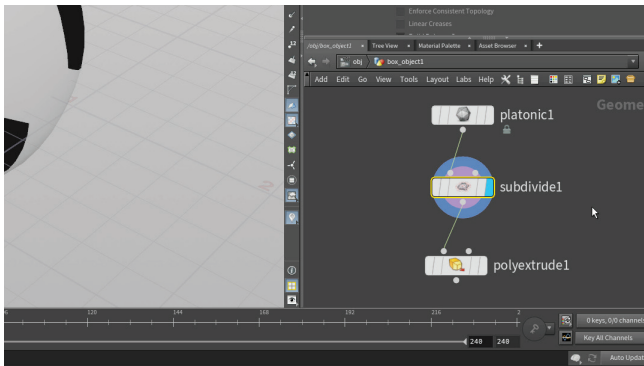 Enforce Consistent Topology
Linear Creases
/obj/box_object1 Tree View Material Palette Asset Browser
obj box_object1
Add Edit Go View Tools Layout Labs Help
Geome
platonic1
subdivide1
polyextrude1
120 144 168 192 216 2
240 240
0 keys, 0/0 channels
Key All Channels
Auto Updat